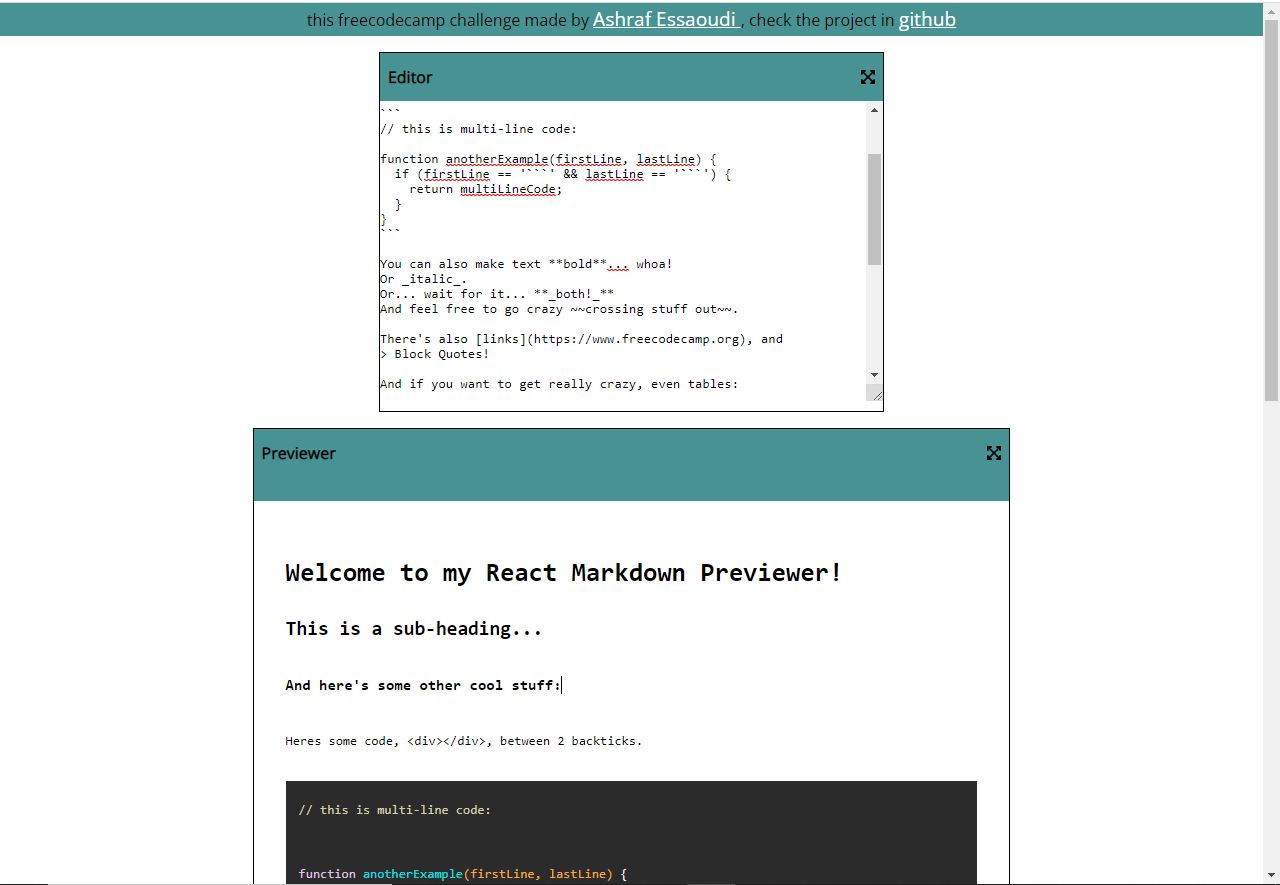 this freecodecamp challenge made by Ashraf Essaoudi , check the project in github
Editor
```
// this is multi-line code:
function anotherExample(firstLine, lastLine) {
  if (firstLine == '```' && lastLine == '```') {
    return multiLineCode;
  }
}
```
You can also make text **bold**... whoa!
Or _italic_.
Or... wait for it... **_both!_**
And feel free to go crazy ~~crossing stuff out~~.
There's also [links](https://www.freecodecamp.org), and
> Block Quotes!
And if you want to get really crazy, even tables:
Previewer
Welcome to my React Markdown Previewer!
This is a sub-heading...
And here's some other cool stuff:
Heres some code, <div></div>, between 2 backticks.
// this is multi-line code:
function anotherExample(firstLine, lastLine) {